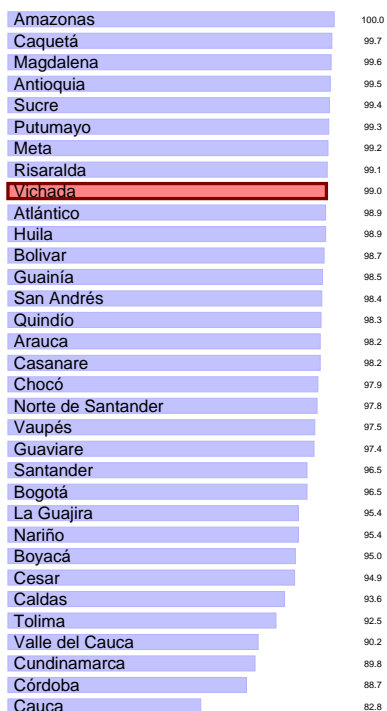 Amazonas 100.0
Caquetá 99.7
Magdalena 99.6
Antioquia 99.5
Sucre 99.4
Putumayo 99.3
Meta 99.2
Risaralda 99.1
Vichada 99.0
Atlántico 98.9
Huila 98.9
Bolivar 98.7
Guainía 98.5
San Andrés 98.4
Quindío 98.3
Arauca 98.2
Casanare 98.2
Chocó 97.9
Norte de Santander 97.8
Vaupés 97.5
Guaviare 97.4
Santander 96.5
Bogotá 96.5
La Guajira 95.4
Nariño 95.4
Boyacá 95.0
Cesar 94.9
Caldas 93.6
Tolima 92.5
Valle del Cauca 90.2
Cundinamarca 89.8
Córdoba 88.7
Cauca 82.8